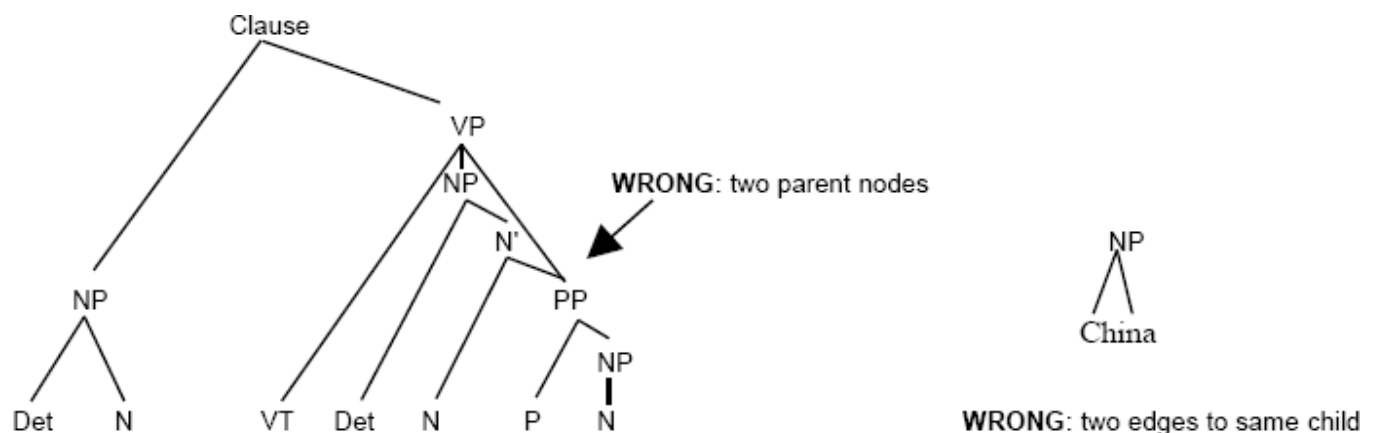 Clause
VP
NP WRONG: two parent nodes
N' NP
NP PP China
NP
Det N VT Det N P N WRONG: two edges to same child